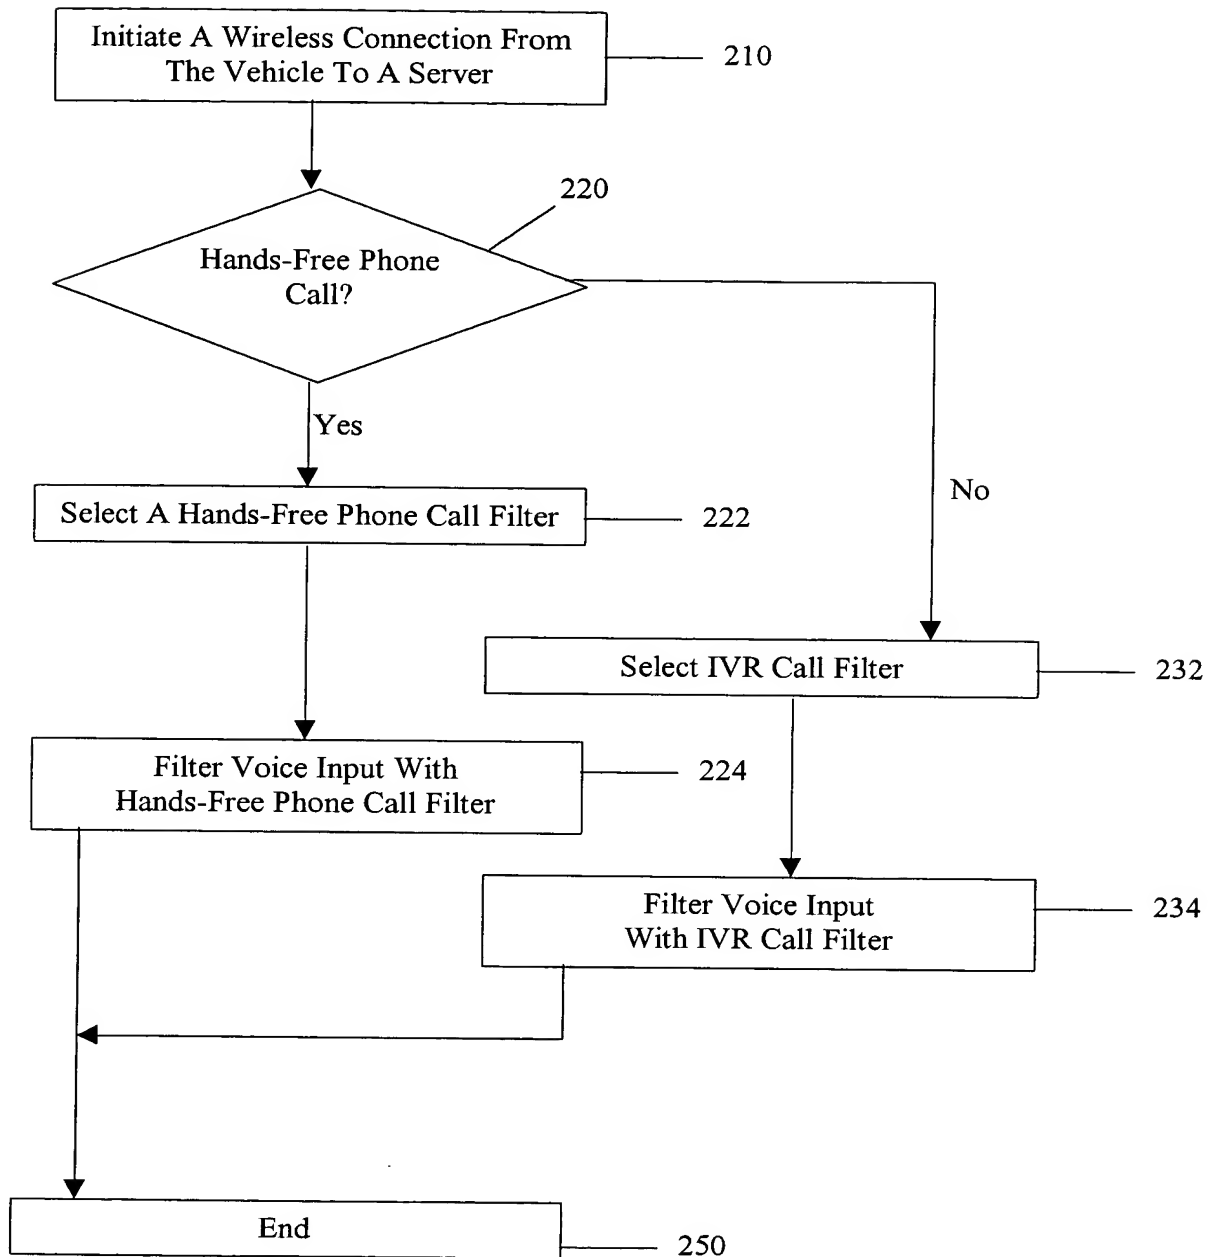 Initiate A Wireless Connection From
The Vehicle To A Server
210
220
Hands-Free Phone
Call?
Yes
No
Select A Hands-Free Phone Call Filter
222
Select IVR Call Filter
232
Filter Voice Input With
Hands-Free Phone Call Filter
224
Filter Voice Input
With IVR Call Filter
234
End
250